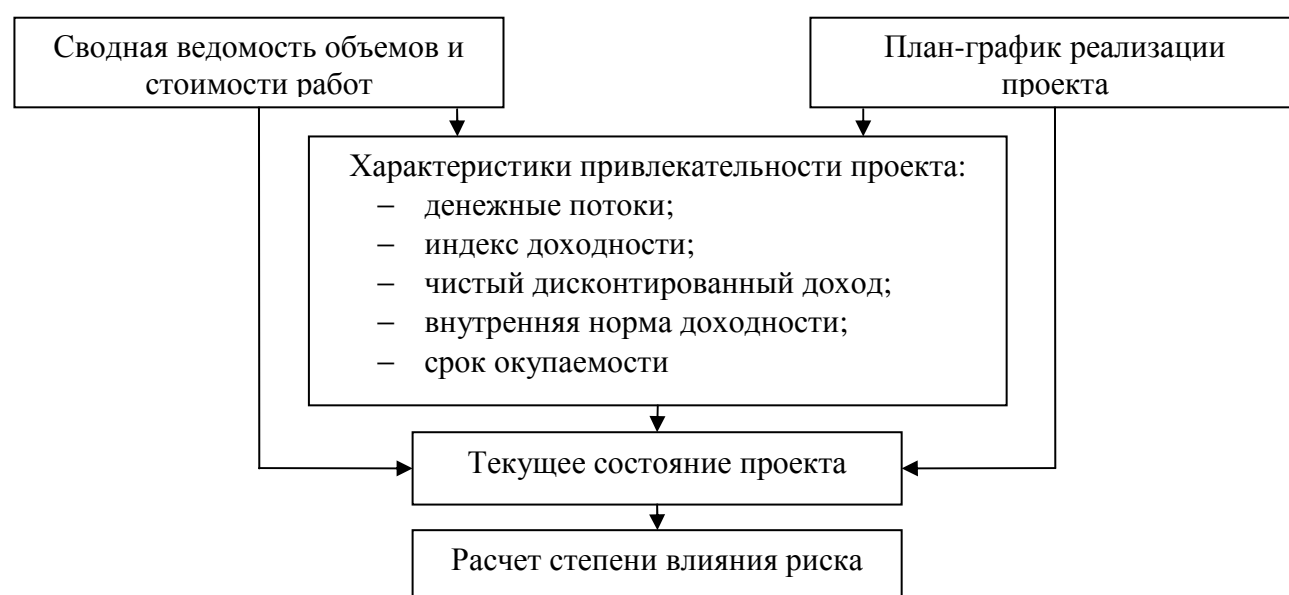 Сводная ведомость объемов и
стоимости работ
План-график реализации
проекта
Характеристики привлекательности проекта:
− денежные потоки;
− индекс доходности;
− чистый дисконтированный доход;
− внутренняя норма доходности;
− срок окупаемости
Текущее состояние проекта
Расчет степени влияния риска